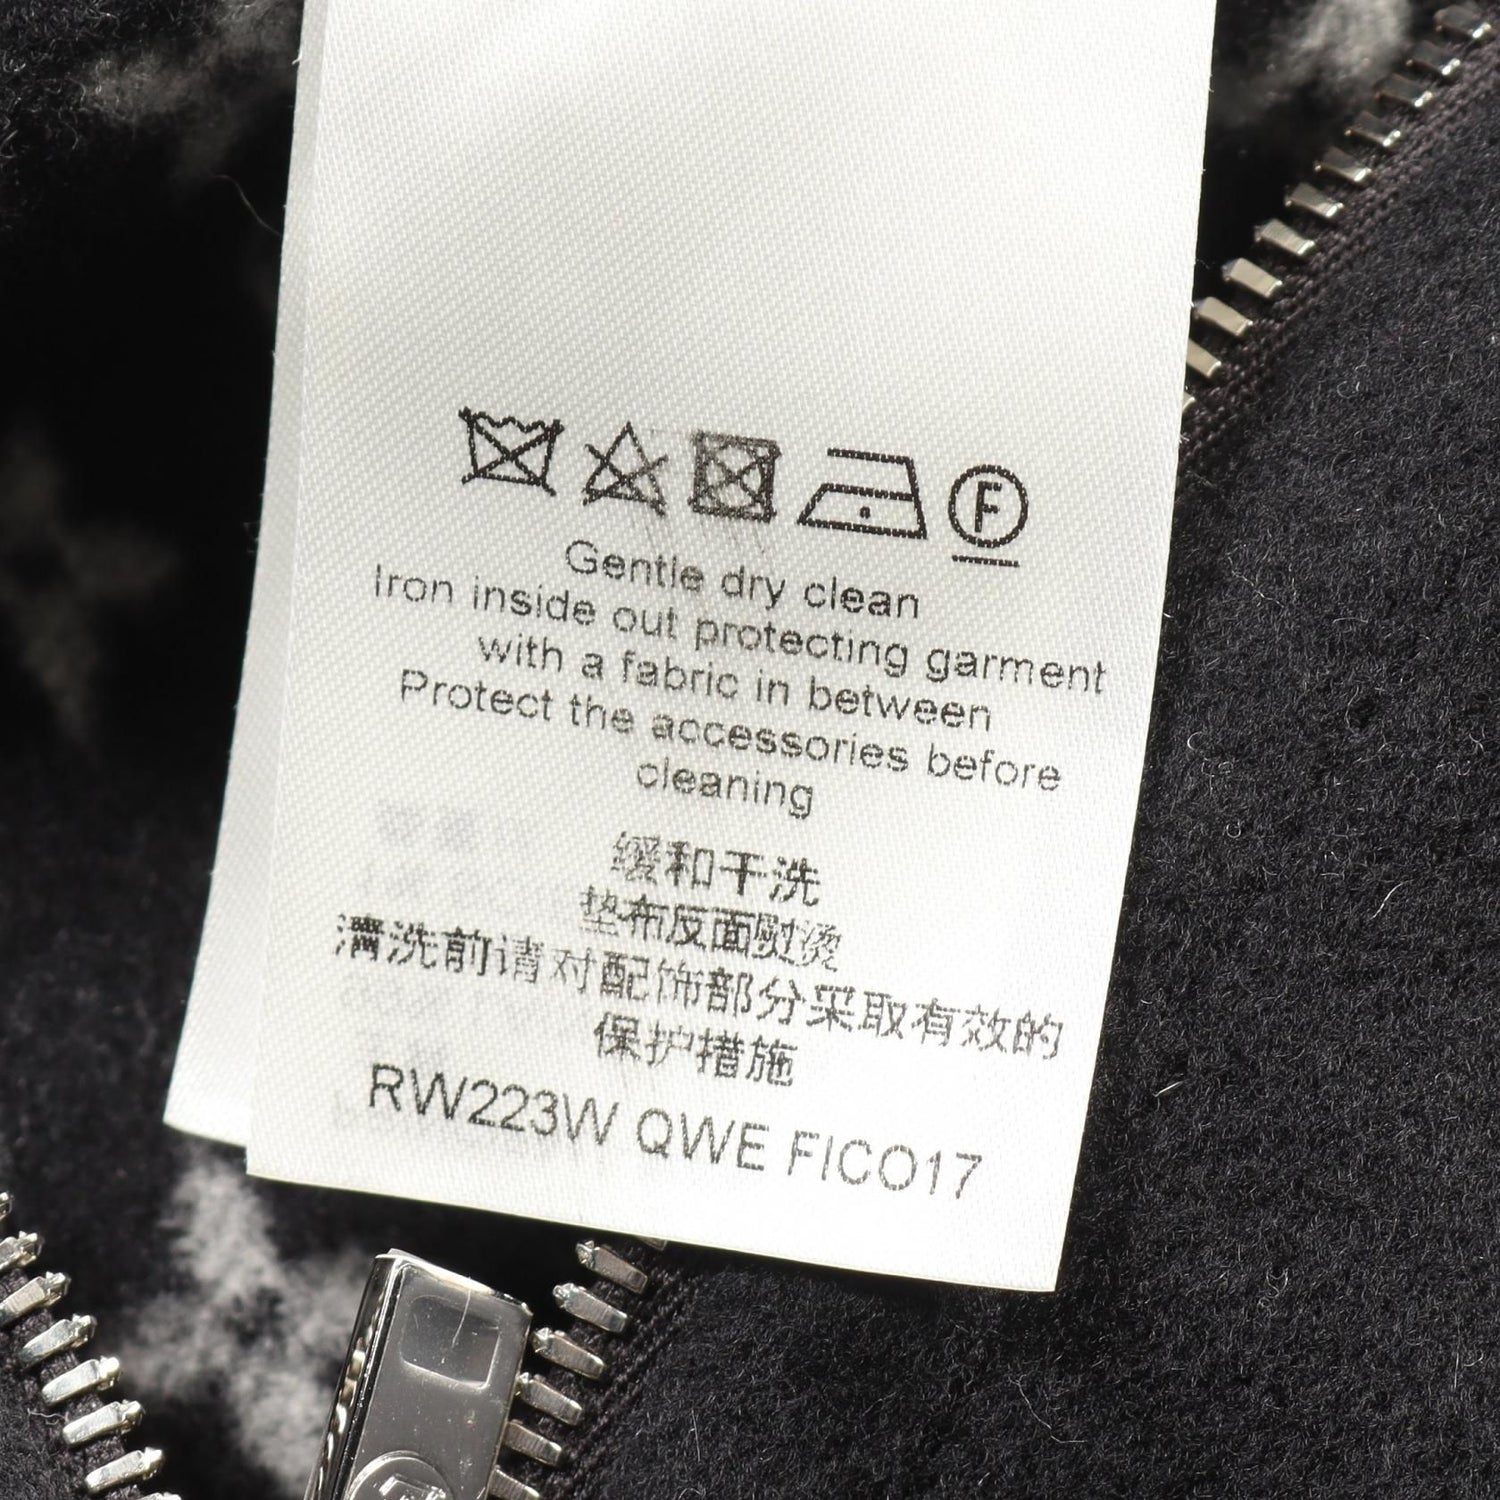 F
Gentle dry clean
Iron inside out protecting garment
with a fabric in between
Protect the accessories before
cleaning
缓和干洗
垫布反面熨烫
清洗前请对配饰部分采取有效的
保护措施
RW223W QWE FICO17